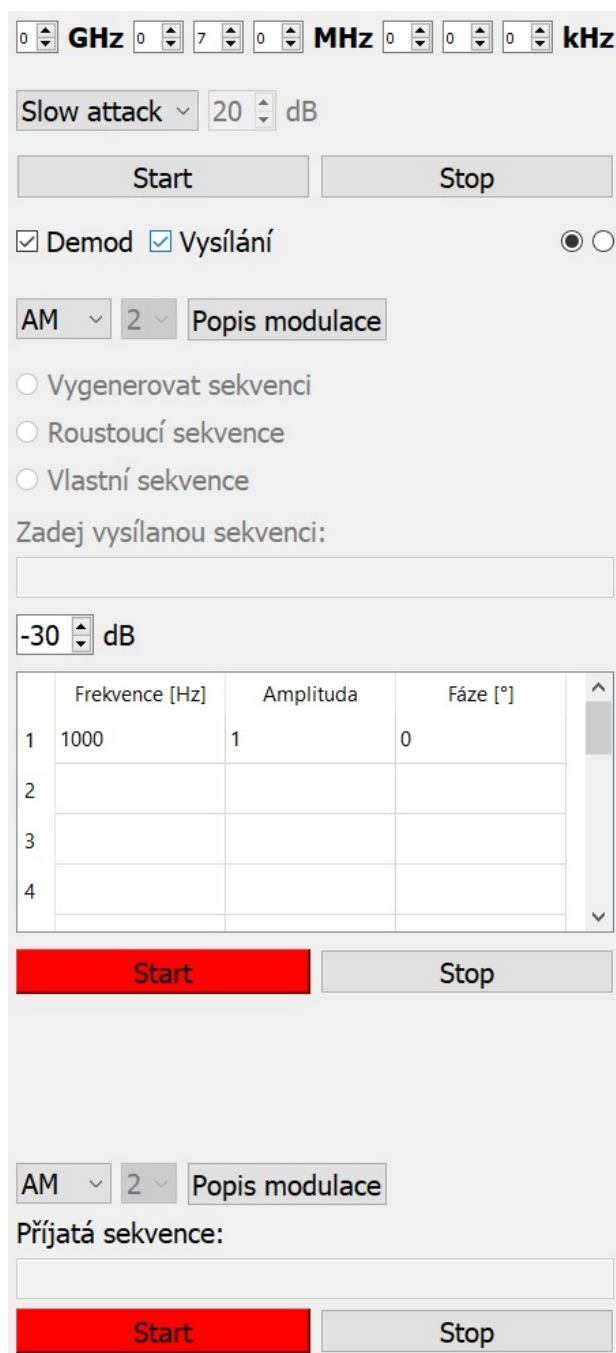 0 GHz 0 7 0 MHz 0 0 0 kHz
Slow attack 20 dB
Start Stop
Demod Vysílání
AM 2 Popis modulace
Vygenerovat sekvenci
Roustoucí sekvence
Vlastní sekvence
Zadej vysílanou sekvenci:
-30 dB
Frekvence [Hz] Amplituda Fáze [°]
1 1000 1 0
2
3
4
Start Stop
AM 2 Popis modulace
Příjatá sekvence:
Start Stop